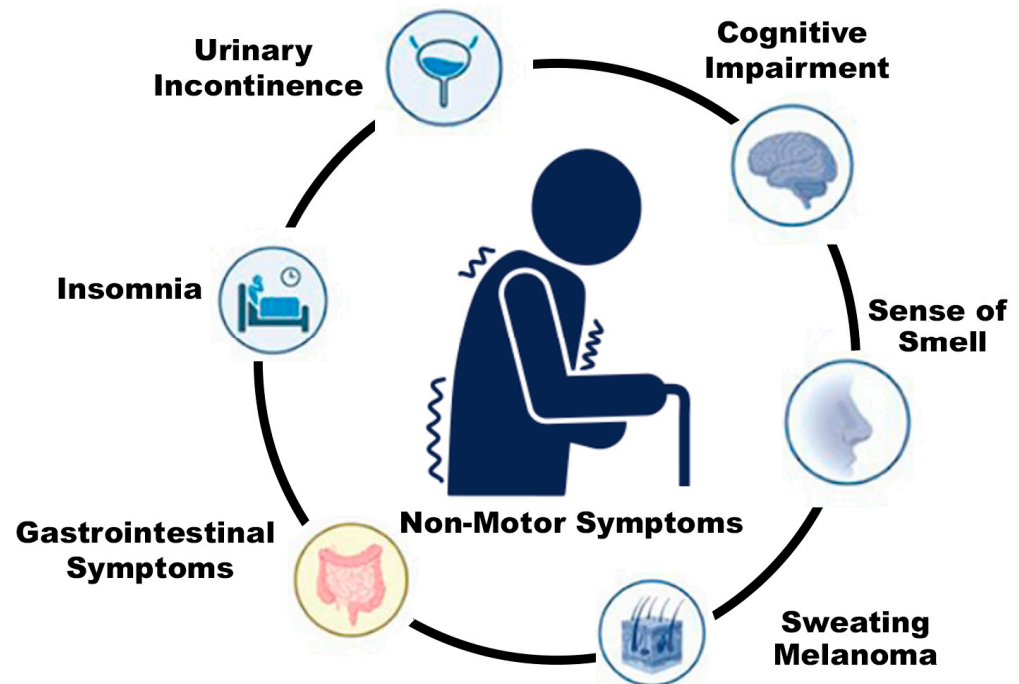 Urinary
Incontinence
Cognitive
Impairment
Insomnia
Sense of
Smell
Gastrointestinal
Symptoms
Non-Motor Symptoms
Sweating
Melanoma